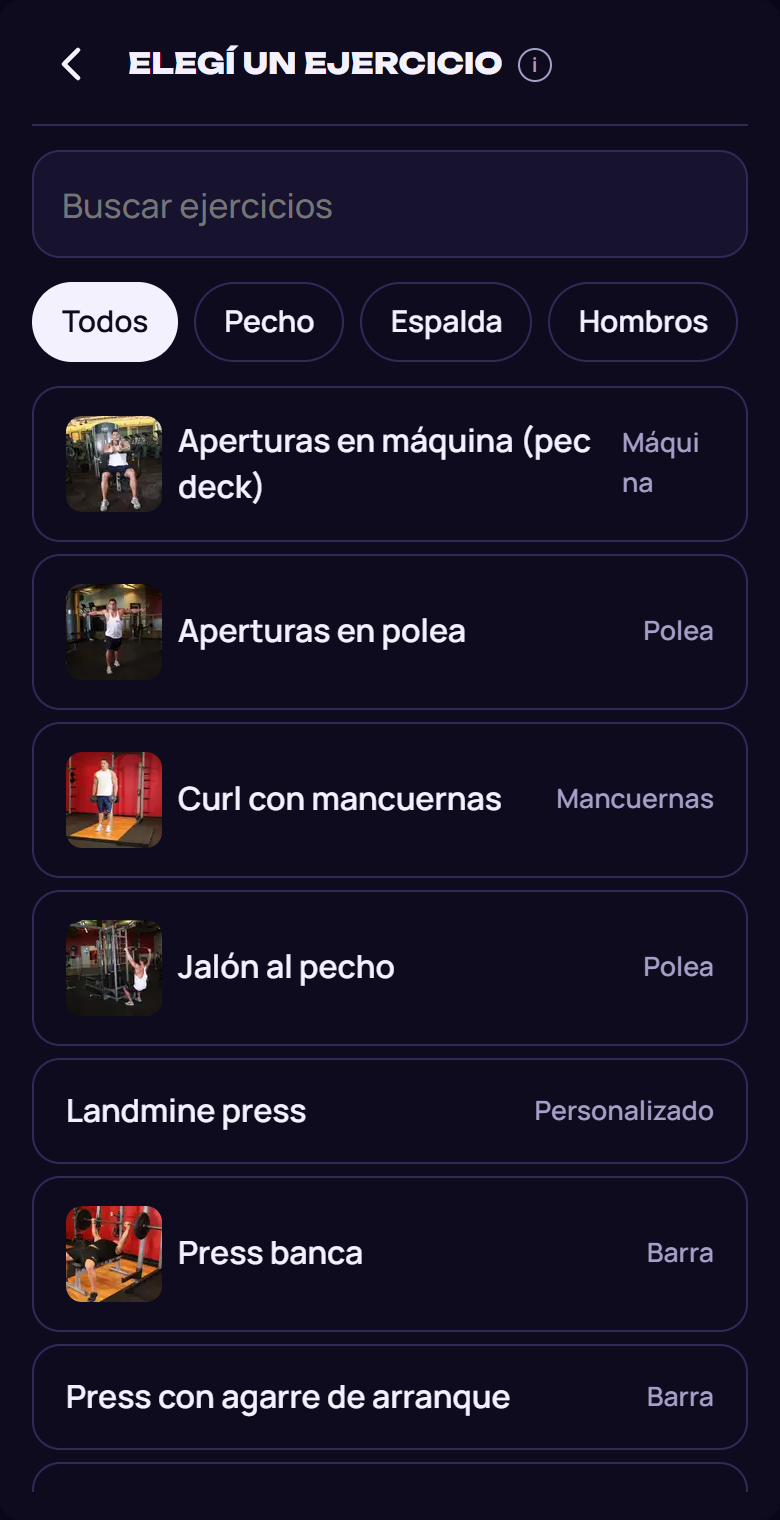 ELEGÍ UN EJERCICIO i
Buscar ejercicios
Todos Pecho Espalda Hombros
Aperturas en máquina (pec
deck)
Máqui
na
Aperturas en polea Polea
Curl con mancuernas Mancuernas
Jalón al pecho Polea
Landmine press Personalizado
Press banca Barra
Press con agarre de arranque Barra